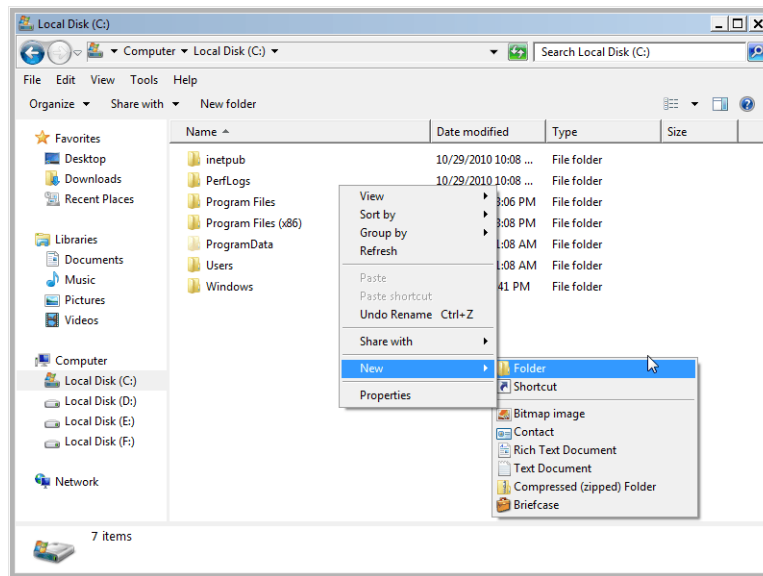 Local Disk (C:)
Computer Local Disk (C:) Search Local Disk (C:)
File Edit View Tools Help
Organize Share with New folder
Name Date modified Type Size
Favorites
Desktop
Downloads
Recent Places
Libraries
Documents
Music
Pictures
Videos
Computer
Local Disk (C:)
Local Disk (D:)
Local Disk (E:)
Local Disk (F:)
Network
inetpub 10/29/2010 10:08 ... File folder
PerfLogs 10/29/2010 10:08 ... File folder
Program Files :06 PM File folder
Program Files (x86) :08 PM File folder
ProgramData :08 AM File folder
Users :08 AM File folder
Windows 41 PM File folder
View
Sort by
Group by
Refresh
Paste
Paste shortcut
Undo Rename Ctrl+Z
Share with
New
Properties
Folder
Shortcut
Bitmap image
Contact
Rich Text Document
Text Document
Compressed (zipped) Folder
Briefcase
7 items